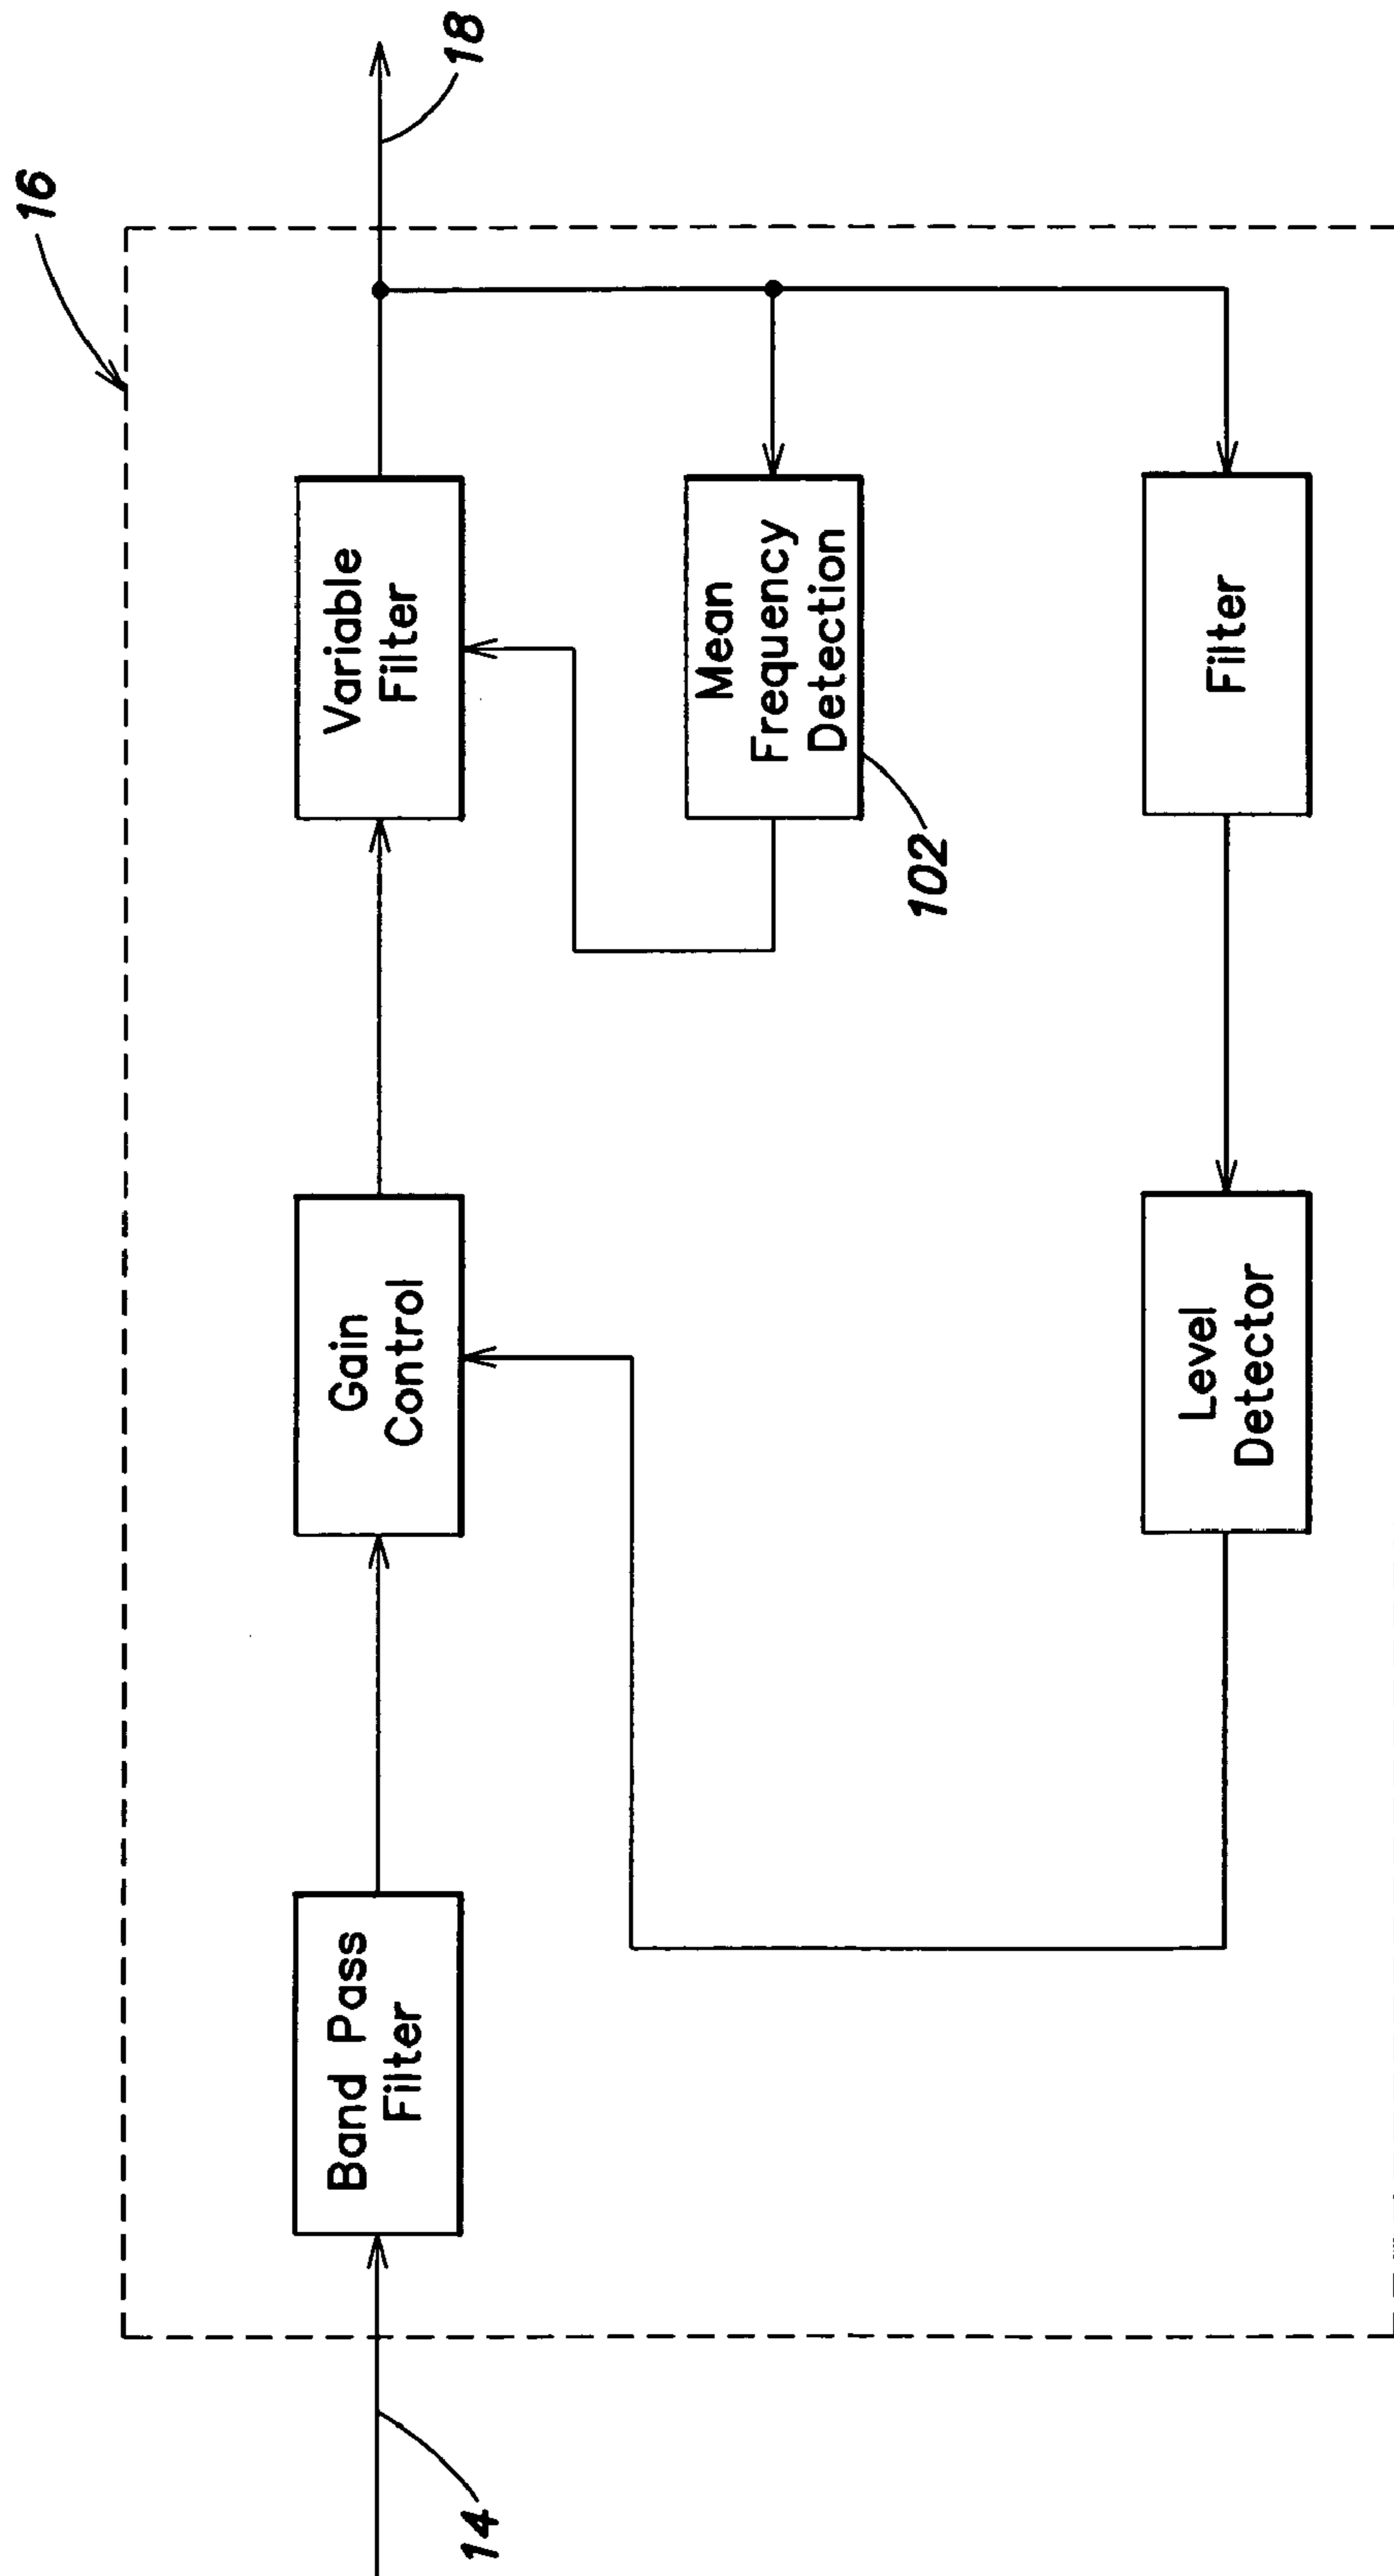 16
14
Band Pass
Filter
Gain
Control
Variable
Filter
18
Mean
Frequency
Detection
102
Level
Detector
Filter